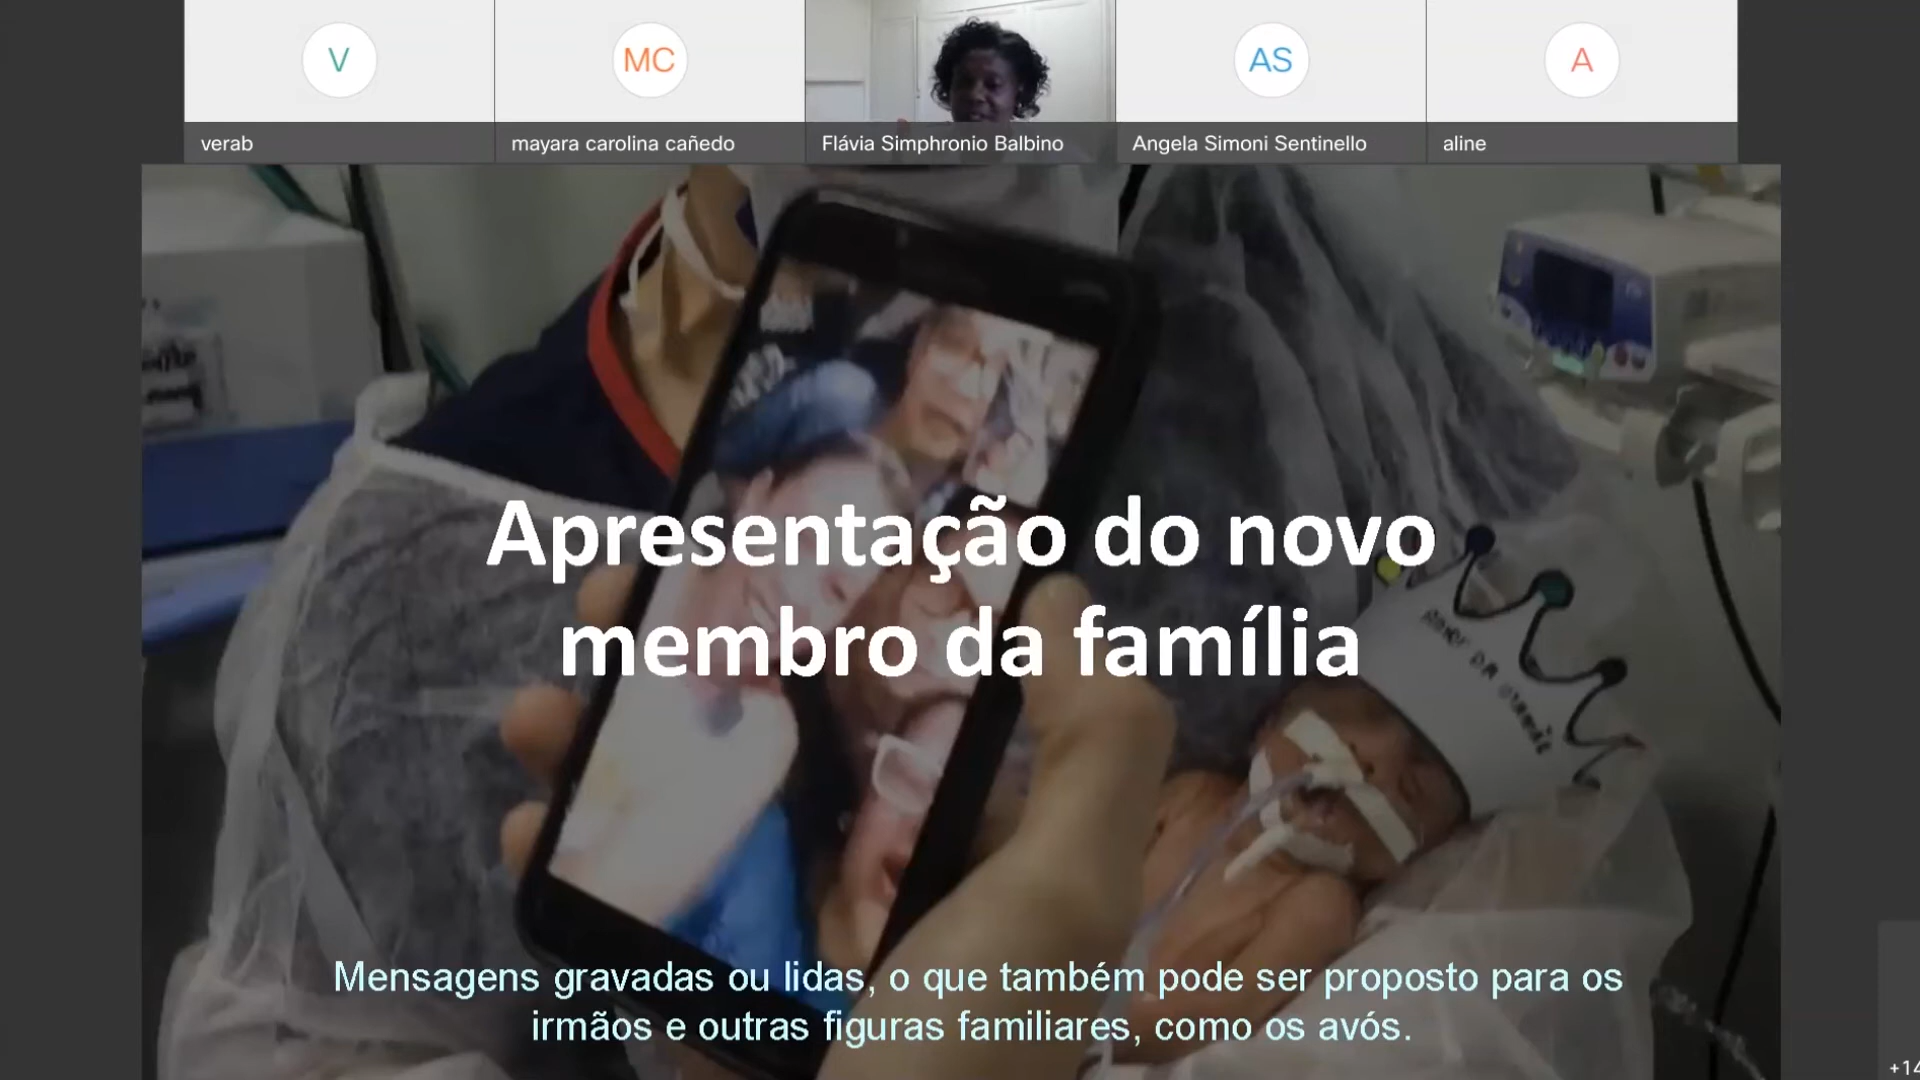 V
MC
AS
A
verab
mayara carolina cañedo
Flávia Simphronio Balbino
Angela Simoni Sentinello
aline
Apresentação do novo
membro da família
Mensagens gravadas ou lidas, o que também pode ser proposto para os
irmãos e outras figuras familiares, como os avós.
+14